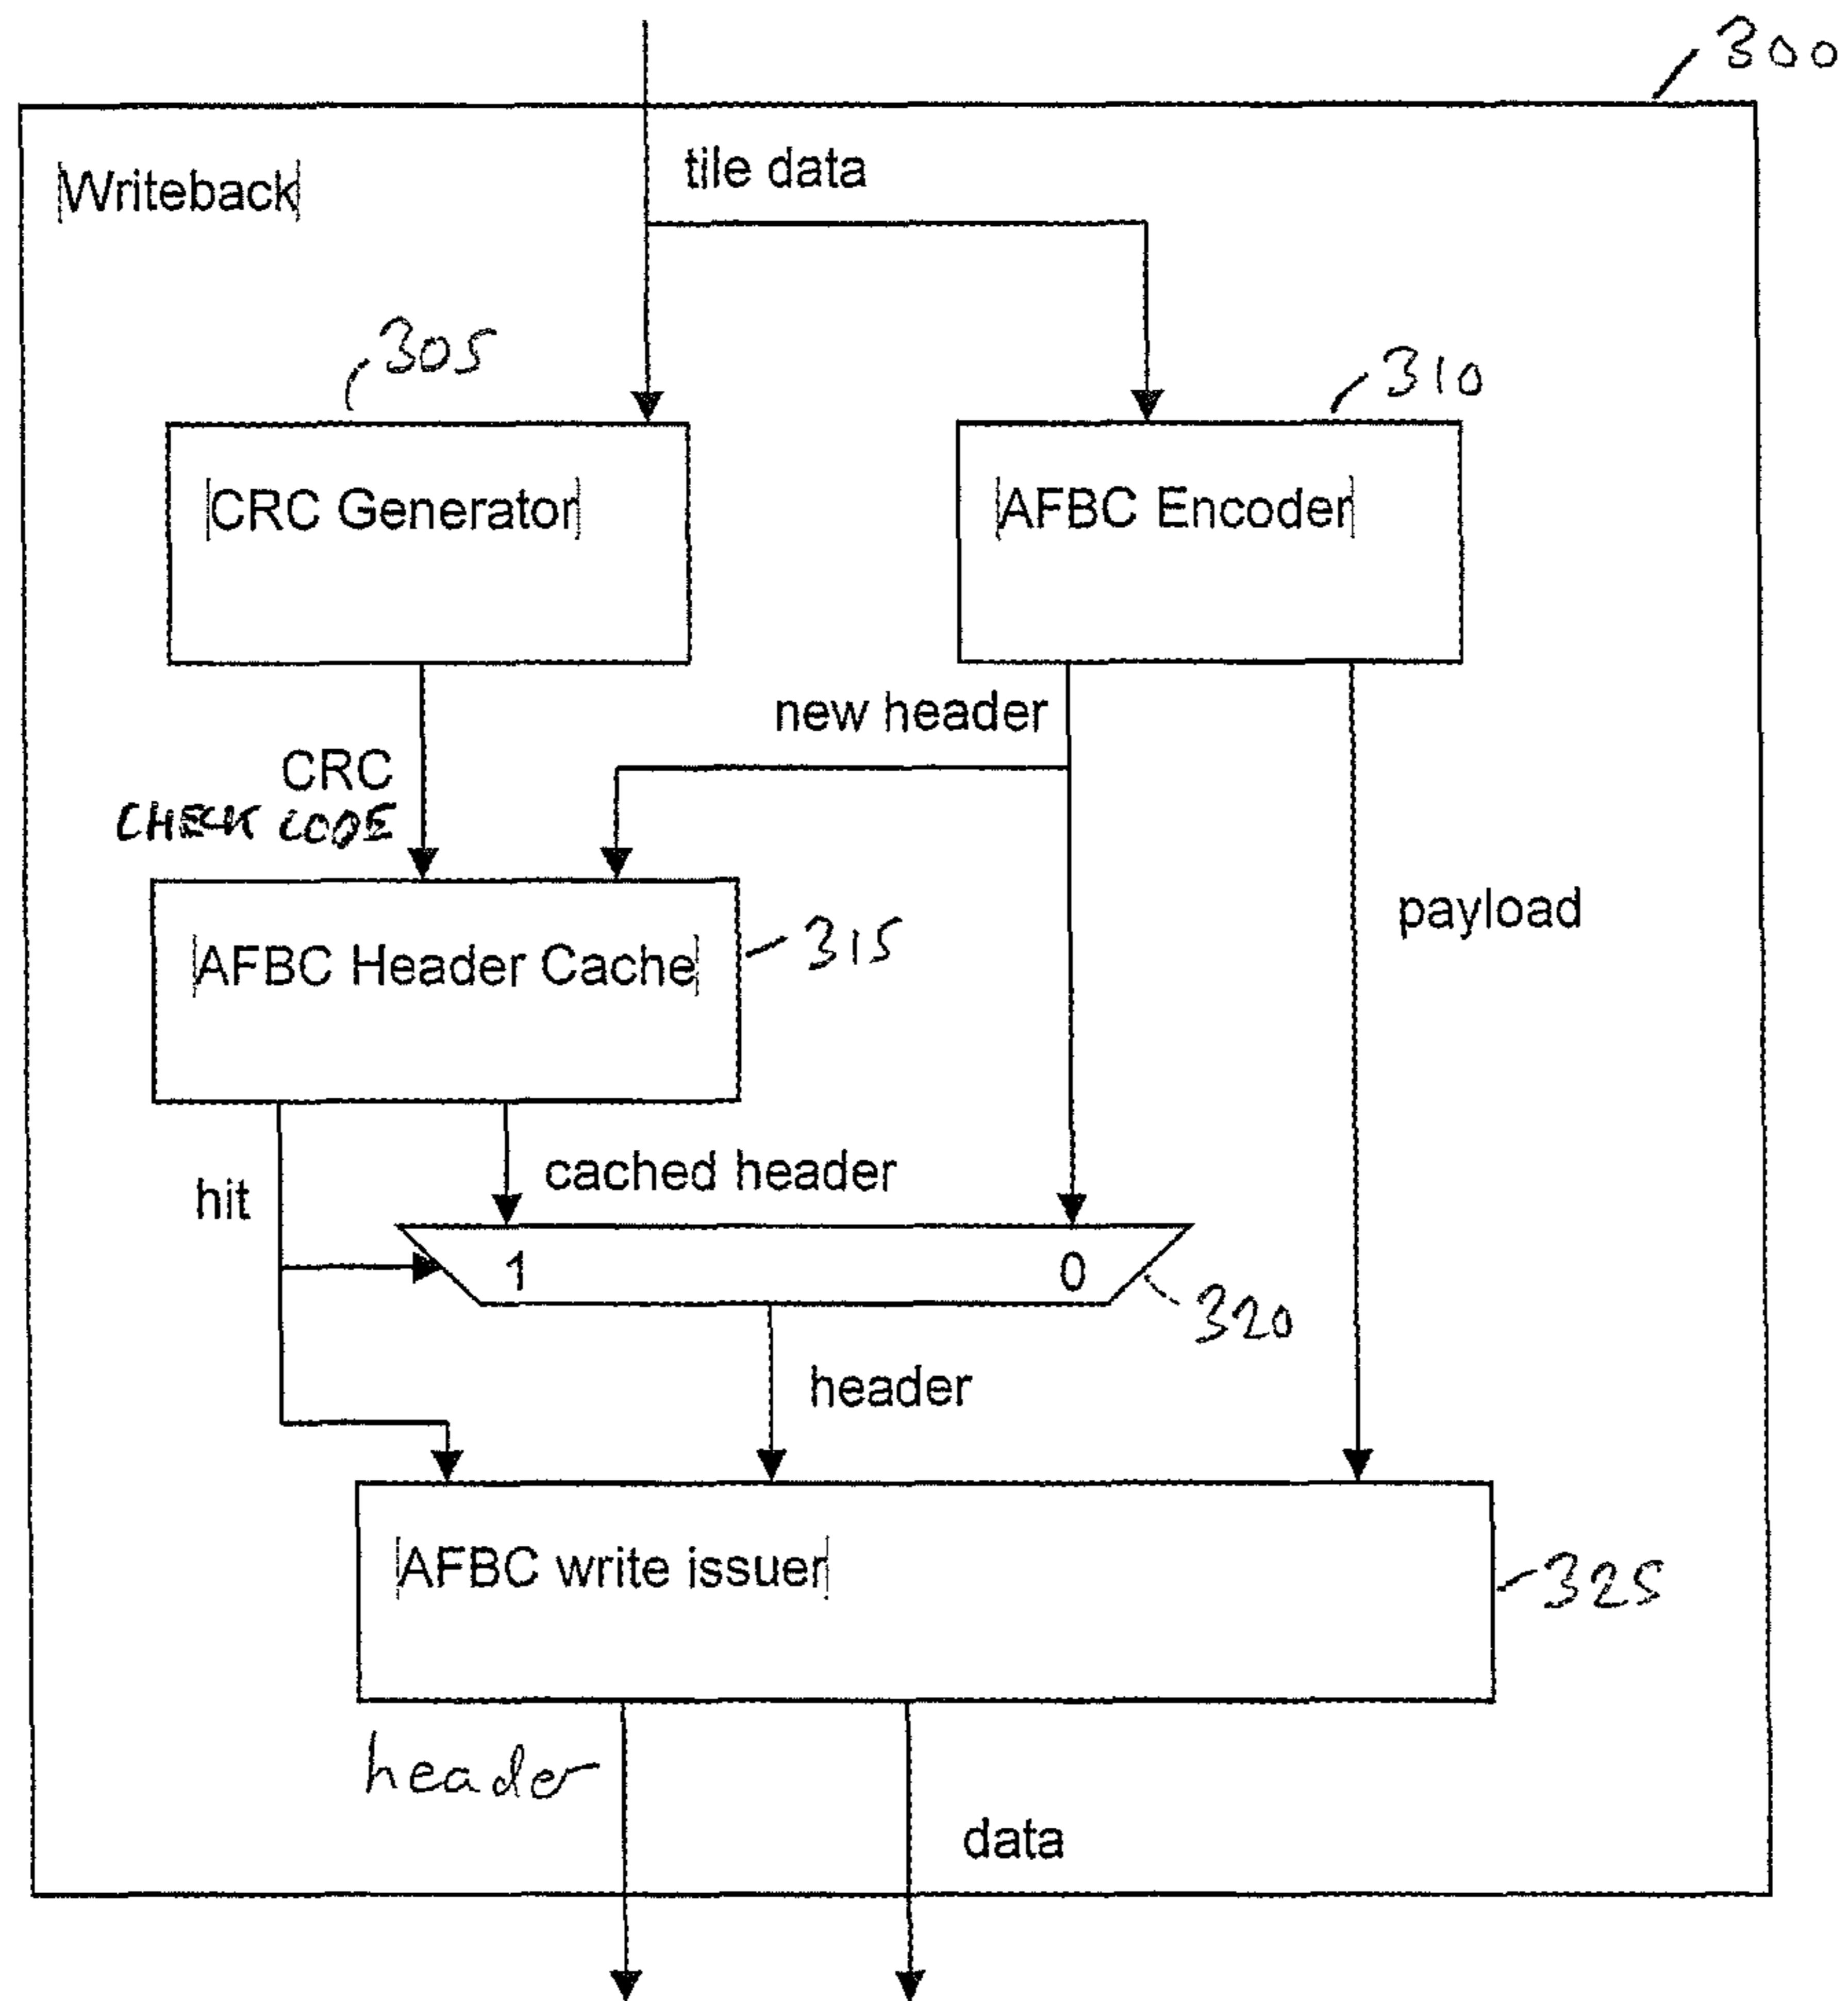 300
Writeback
tile data
305
310
CRC Generator
AFBC Encoder
new header
CRC
CHECK CODE
payload
AFBC Header Cache
315
hit
cached header
1
0
320
header
AFBC write issuer
325
header
data